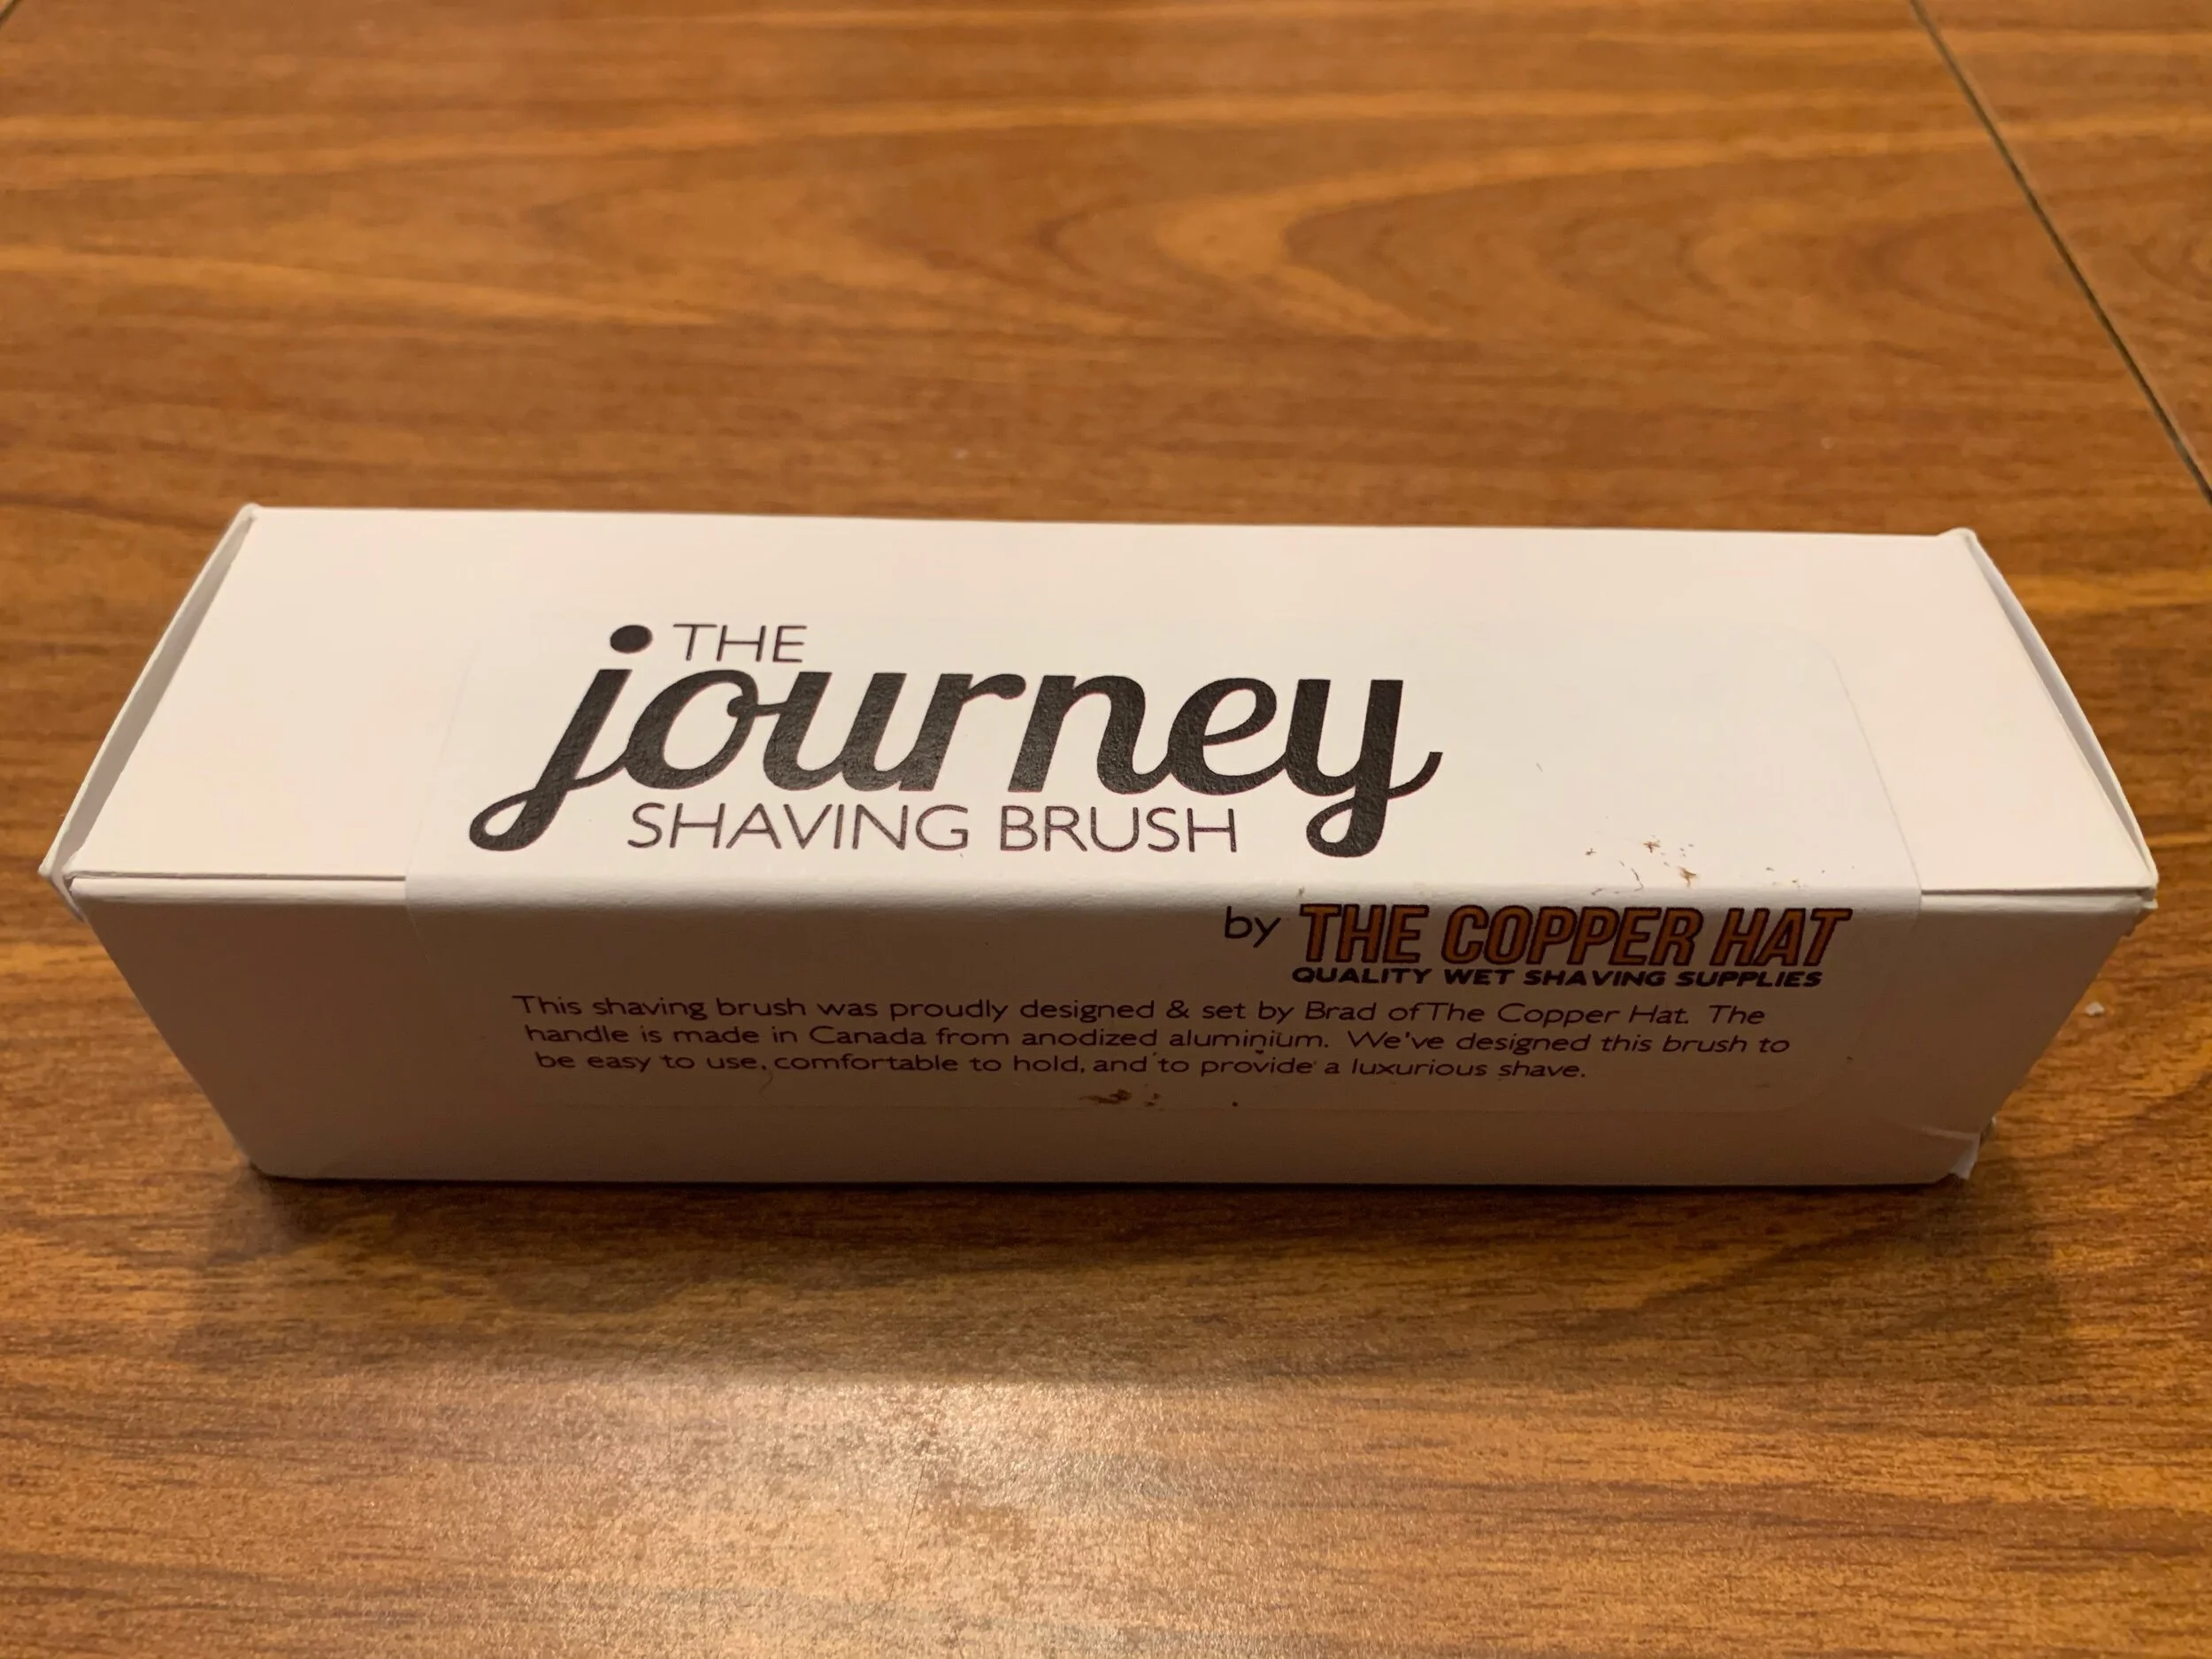 THE
journey
SHAVING BRUSH
by THE COPPER HAT
QUALITY WET SHAVING SUPPLIES
This shaving brush was proudly designed & set by Brad of The Copper Hat. The
handle is made in Canada from anodized aluminium. We've designed this brush to
be easy to use, comfortable to hold, and to provide a luxurious shave.